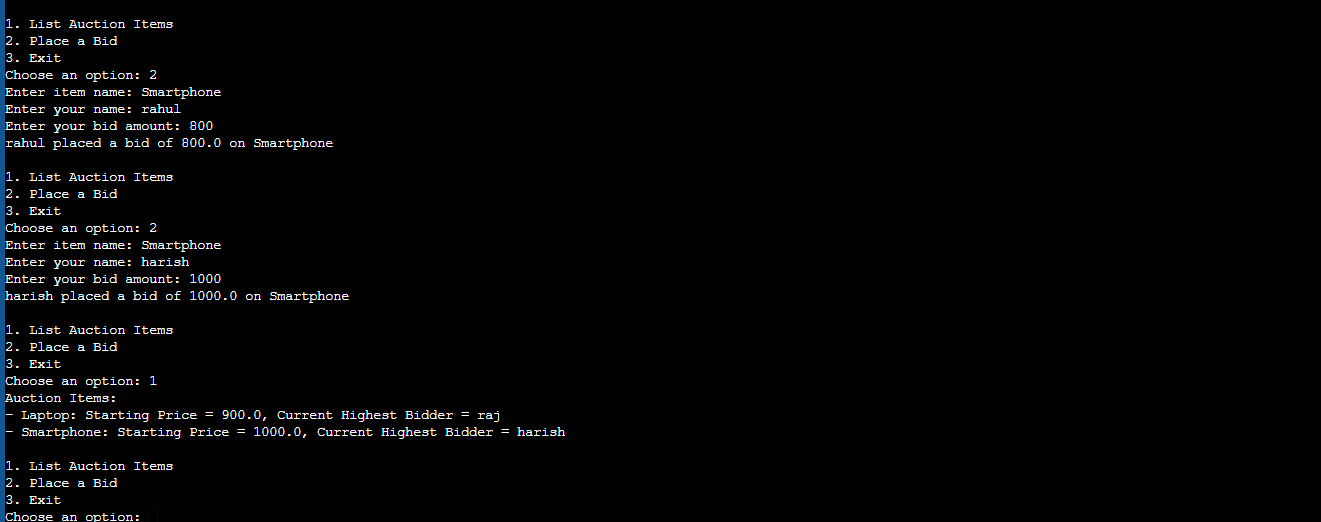 1. List Auction Items
2. Place a Bid
3. Exit
Choose an option: 2
Enter item name: Smartphone
Enter your name: rahul
Enter your bid amount: 800
rahul placed a bid of 800.0 on Smartphone
1. List Auction Items
2. Place a Bid
3. Exit
Choose an option: 2
Enter item name: Smartphone
Enter your name: harish
Enter your bid amount: 1000
harish placed a bid of 1000.0 on Smartphone
1. List Auction Items
2. Place a Bid
3. Exit
Choose an option: 1
Auction Items:
- Laptop: Starting Price = 900.0, Current Highest Bidder = raj
- Smartphone: Starting Price = 1000.0, Current Highest Bidder = harish
1. List Auction Items
2. Place a Bid
3. Exit
Choose an option: